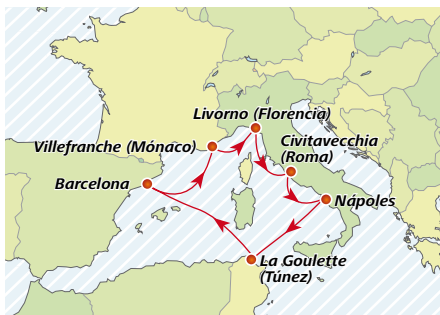 Livorno (Florencia)
Villefranche (Mónaco)
Civitavecchia
(Roma)
Barcelona
Nápoles
La Goulette
(Túnez)